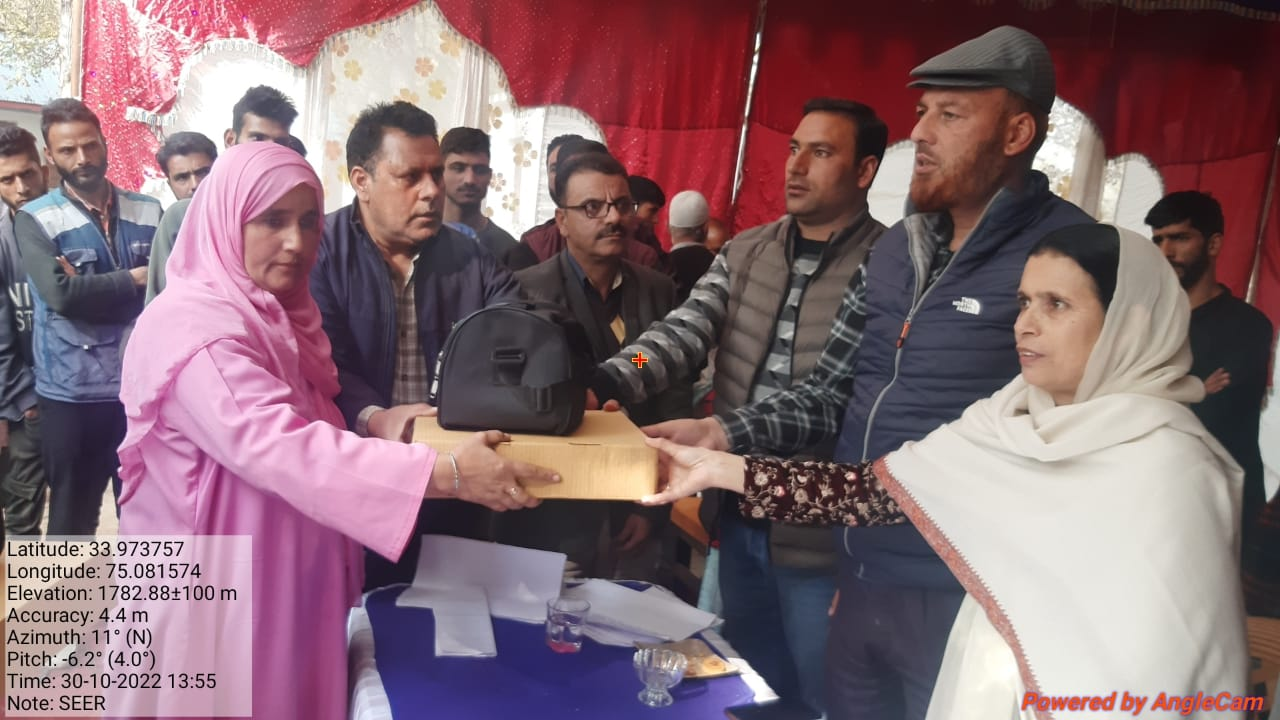 THE
NORTH
FACE
Latitude: 33.973757
Longitude: 75.081574
Elevation: 1782.88±100 m
Accuracy: 4.4 m
Azimuth: 11° (N)
Pitch: -6.2° (4.0°)
Time: 30-10-2022 13:55
Note: SEER
Powered by AngleCam